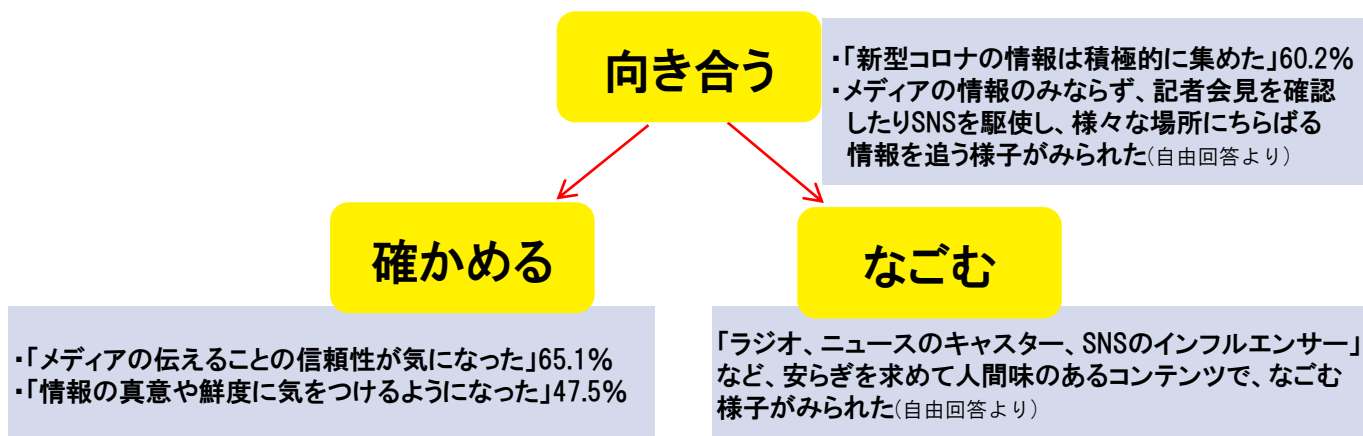 向き合う
・「新型コロナの情報は積極的に集めた」60.2%
・メディアの情報のみならず、記者会見を確認
したりSNSを駆使し、様々な場所にちらばる
情報を追う様子がみられた(自由回答より)
確かめる
・「メディアの伝えることの信頼性が気になった」65.1%
・「情報の真意や鮮度に気をつけるようになった」47.5%
なごむ
「ラジオ、ニュースのキャスター、SNSのインフルエンサー」
など、安らぎを求めて人間味のあるコンテンツで、なごむ
様子がみられた(自由回答より)